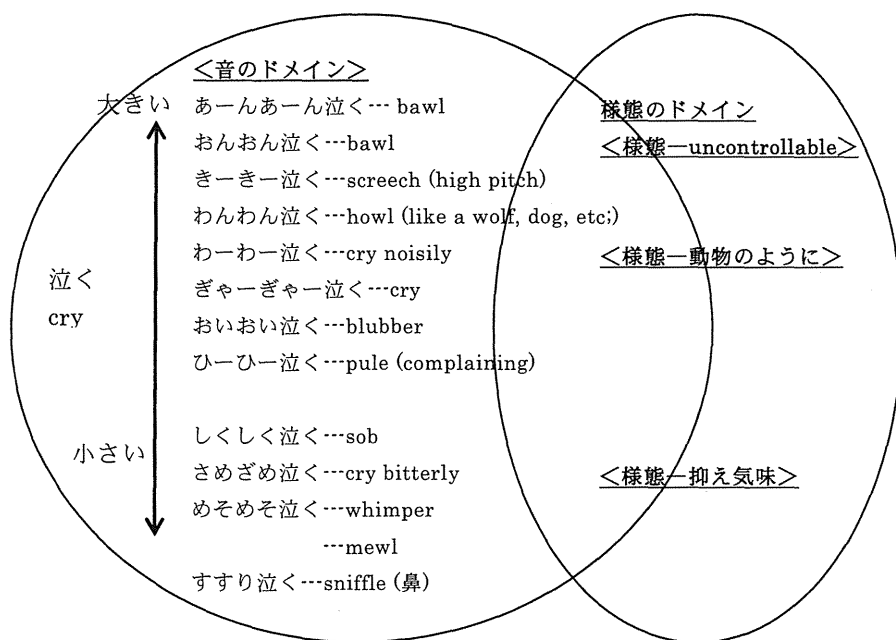 <音のドメイン>
大きい あーんあーん泣く… bawl 様態のドメイン
おんおん泣く…bawl <様態―uncontrollable>
きーきー泣く…screech (high pitch)
わんわん泣く…howl (like a wolf, dog, etc;)
わーわー泣く…cry noisily <様態―動物のように>
泣く ぎゃーぎゃー泣く…cry
cry おいおい泣く…blubber
ひーひー泣く…pule (complaining)
しくしく泣く…sob
小さい さめざめ泣く…cry bitterly <様態―抑え気味>
めそめそ泣く…whimper
…mewl
すすり泣く…sniffle (鼻)